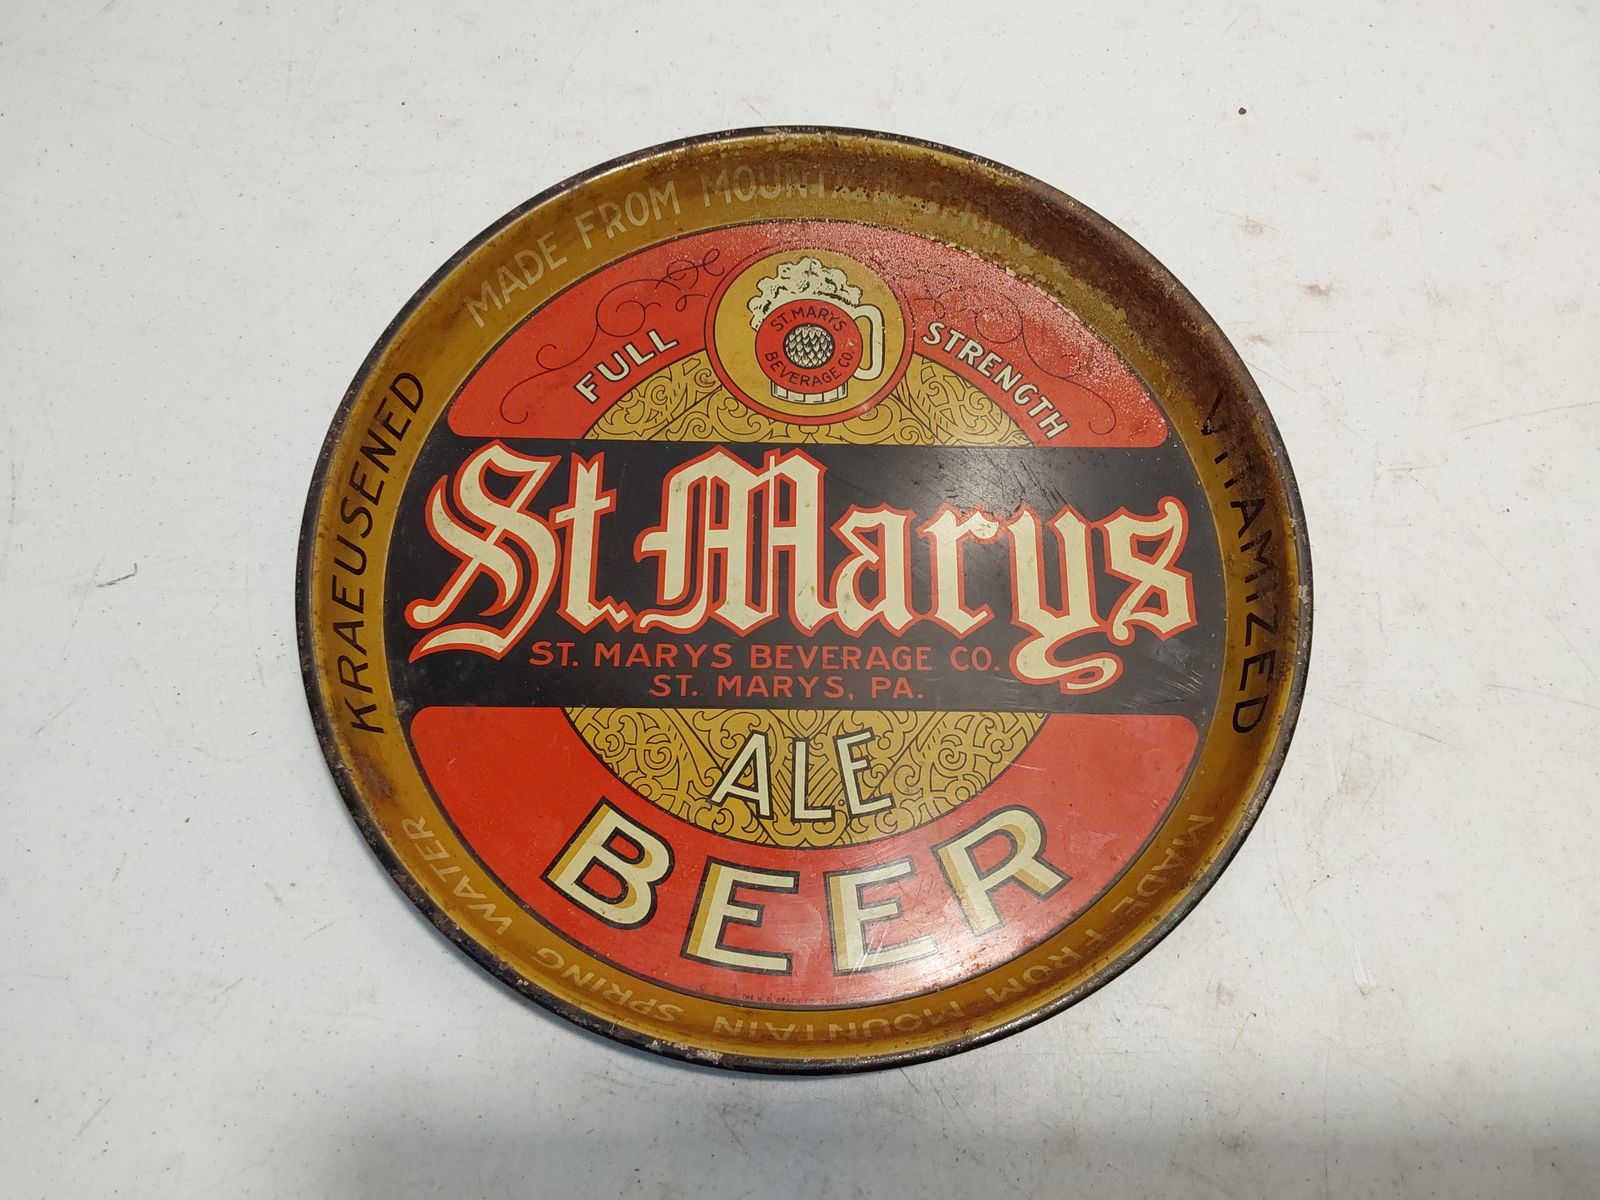 MADE FROM MOUNTAIN SPRING
KRAEUSENED
VITAMIZED
FULL STRENGTH
ST. MARYS
BEVERAGE CO.
St. Marys
ST. MARYS BEVERAGE CO.
ST. MARYS, PA.
ALE
BEER
MADE FROM MOUNTAIN SPRING WATER